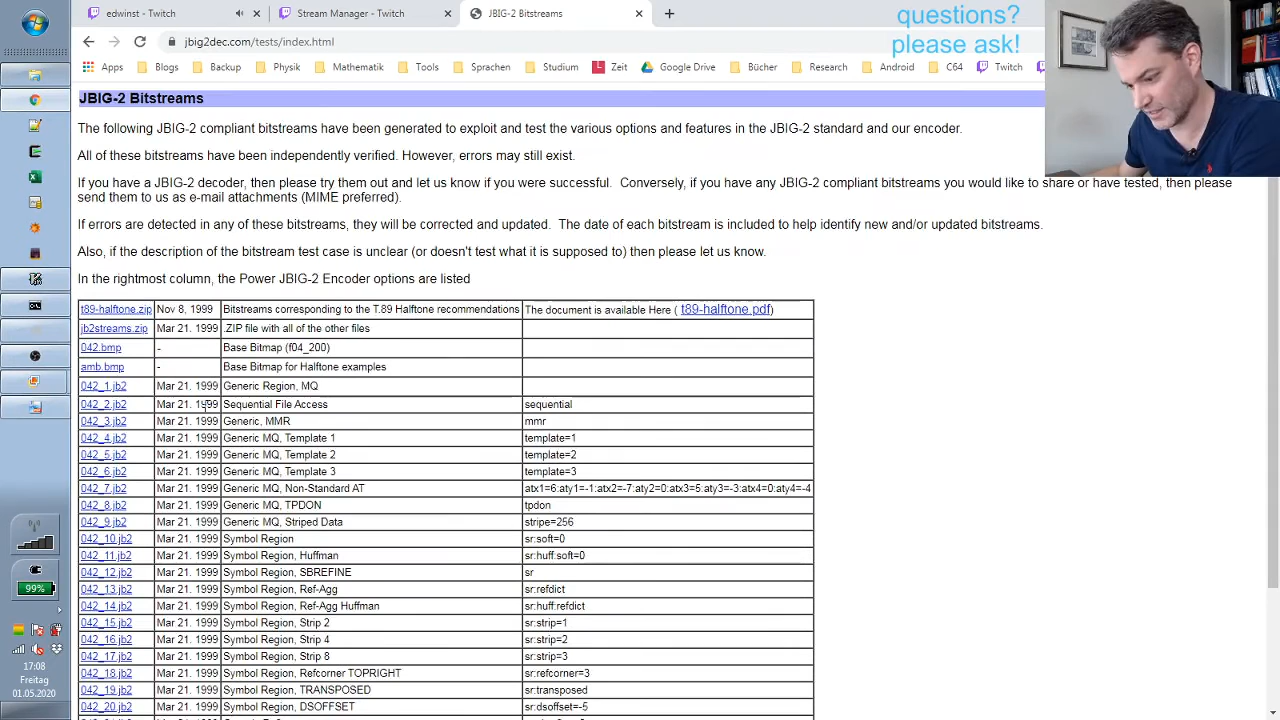 edwinst - Twitch
Stream Manager - Twitch
JBIG-2 Bitstreams
jbig2dec.com/tests/index.html
questions?
please ask!
Apps Blogs Backup Physik Mathematik Tools Sprachen Studium Zeit Google Drive Bücher Research Android C64 Twitch
JBIG-2 Bitstreams
The following JBIG-2 compliant bitstreams have been generated to exploit and test the various options and features in the JBIG-2 standard and our encoder.
All of these bitstreams have been independently verified. However, errors may still exist.
If you have a JBIG-2 decoder, then please try them out and let us know if you were successful.  Conversely, if you have any JBIG-2 compliant bitstreams you would like to share or have tested, then please
send them to us as e-mail attachments (MIME preferred).
If errors are detected in any of these bitstreams, they will be corrected and updated.  The date of each bitstream is included to help identify new and/or updated bitstreams.
Also, if the description of the bitstream test case is unclear (or doesn't test what it is supposed to) then please let us know.
In the rightmost column, the Power JBIG-2 Encoder options are listed
t89-halftone.zip Nov 8, 1999 Bitstreams corresponding to the T.89 Halftone recommendations The document is available Here ( t89-halftone.pdf)
jb2streams.zip Mar 21. 1999 .ZIP file with all of the other files
042.bmp - Base Bitmap (f04_200)
amb.bmp - Base Bitmap for Halftone examples
042_1.jb2 Mar 21. 1999 Generic Region, MQ
042_2.jb2 Mar 21. 1999 Sequential File Access sequential
042_3.jb2 Mar 21. 1999 Generic, MMR mmr
042_4.jb2 Mar 21. 1999 Generic MQ, Template 1 template=1
042_5.jb2 Mar 21. 1999 Generic MQ, Template 2 template=2
042_6.jb2 Mar 21. 1999 Generic MQ, Template 3 template=3
042_7.jb2 Mar 21. 1999 Generic MQ, Non-Standard AT atx1=6:aty1=-1:atx2=-7:aty2=0:atx3=5:aty3=-3:atx4=0:aty4=-4
042_8.jb2 Mar 21. 1999 Generic MQ, TPDON tpdon
042_9.jb2 Mar 21. 1999 Generic MQ, Striped Data stripe=256
042_10.jb2 Mar 21. 1999 Symbol Region sr:soft=0
042_11.jb2 Mar 21. 1999 Symbol Region, Huffman sr:huff:soft=0
042_12.jb2 Mar 21. 1999 Symbol Region, SBREFINE sr
042_13.jb2 Mar 21. 1999 Symbol Region, Ref-Agg sr:refdict
042_14.jb2 Mar 21. 1999 Symbol Region, Ref-Agg Huffman sr:huff:refdict
042_15.jb2 Mar 21. 1999 Symbol Region, Strip 2 sr:strip=1
042_16.jb2 Mar 21. 1999 Symbol Region, Strip 4 sr:strip=2
042_17.jb2 Mar 21. 1999 Symbol Region, Strip 8 sr:strip=3
042_18.jb2 Mar 21. 1999 Symbol Region, Refcorner TOPRIGHT sr:refcorner=3
042_19.jb2 Mar 21. 1999 Symbol Region, TRANSPOSED sr:transposed
042_20.jb2 Mar 21. 1999 Symbol Region, DSOFFSET sr:dsoffset=-5
99%
17:08
Freitag
01.05.2020